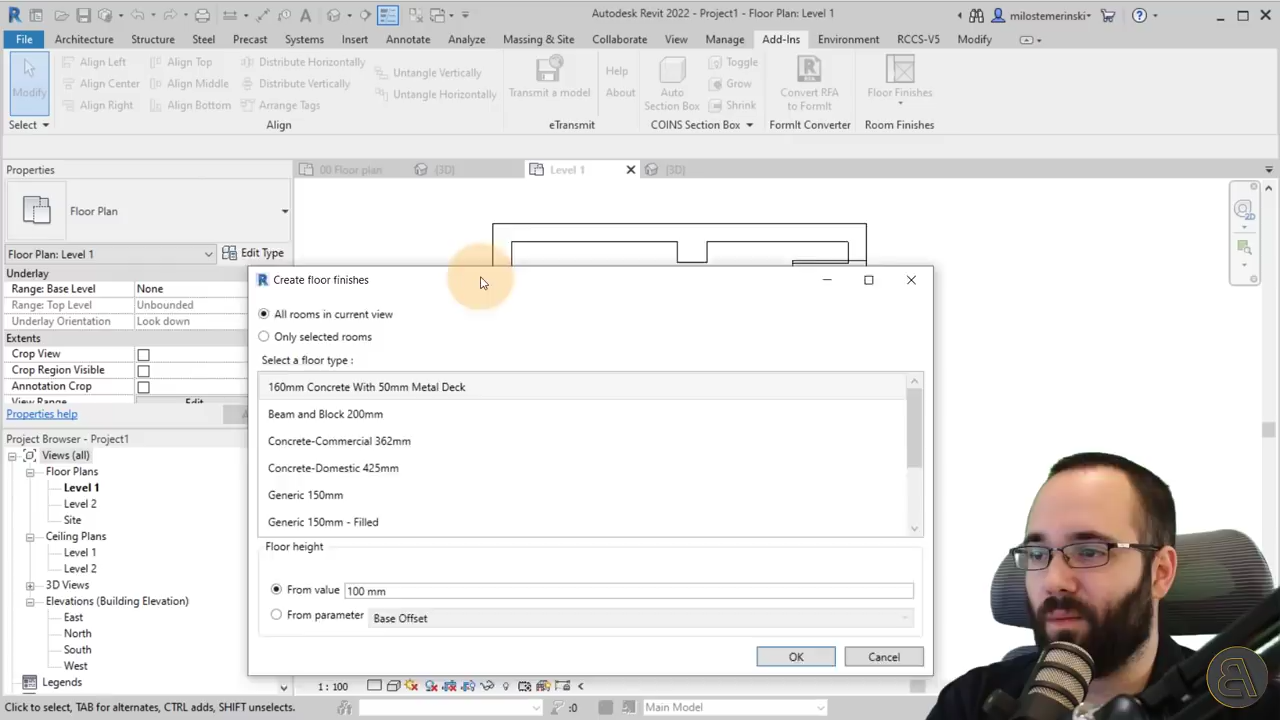 Autodesk Revit 2022 - Project1 - Floor Plan: Level 1
milostemerinski
File
Architecture
Structure
Steel
Precast
Systems
Insert
Annotate
Analyze
Massing & Site
Collaborate
View
Manage
Add-Ins
Environment
RCCS-V5
Modify
Modify
Align Left
Align Center
Align Right
Align Top
Align Middle
Align Bottom
Distribute Horizontally
Distribute Vertically
Arrange Tags
Untangle Vertically
Untangle Horizontally
Transmit a model
Help
About
Auto
Section Box
Toggle
Grow
Shrink
Convert RFA
to FormIt
Floor Finishes
Select
Align
eTransmit
COINS Section Box
FormIt Converter
Room Finishes
Properties
00 Floor plan
{3D}
Level 1
{3D}
Floor Plan
Floor Plan: Level 1
Edit Type
Underlay
Range: Base Level
None
Range: Top Level
Unbounded
Underlay Orientation
Look down
Extents
Crop View
Crop Region Visible
Annotation Crop
View Range
Edit
Properties help
Project Browser - Project1
Views (all)
Floor Plans
Level 1
Level 2
Site
Ceiling Plans
Level 1
Level 2
3D Views
Elevations (Building Elevation)
East
North
South
West
Legends
Create floor finishes
All rooms in current view
Only selected rooms
Select a floor type :
160mm Concrete With 50mm Metal Deck
Beam and Block 200mm
Concrete-Commercial 362mm
Concrete-Domestic 425mm
Generic 150mm
Generic 150mm - Filled
Floor height
From value
100 mm
From parameter
Base Offset
OK
Cancel
1 : 100
Click to select, TAB for alternates, CTRL adds, SHIFT unselects.
:0
Main Model